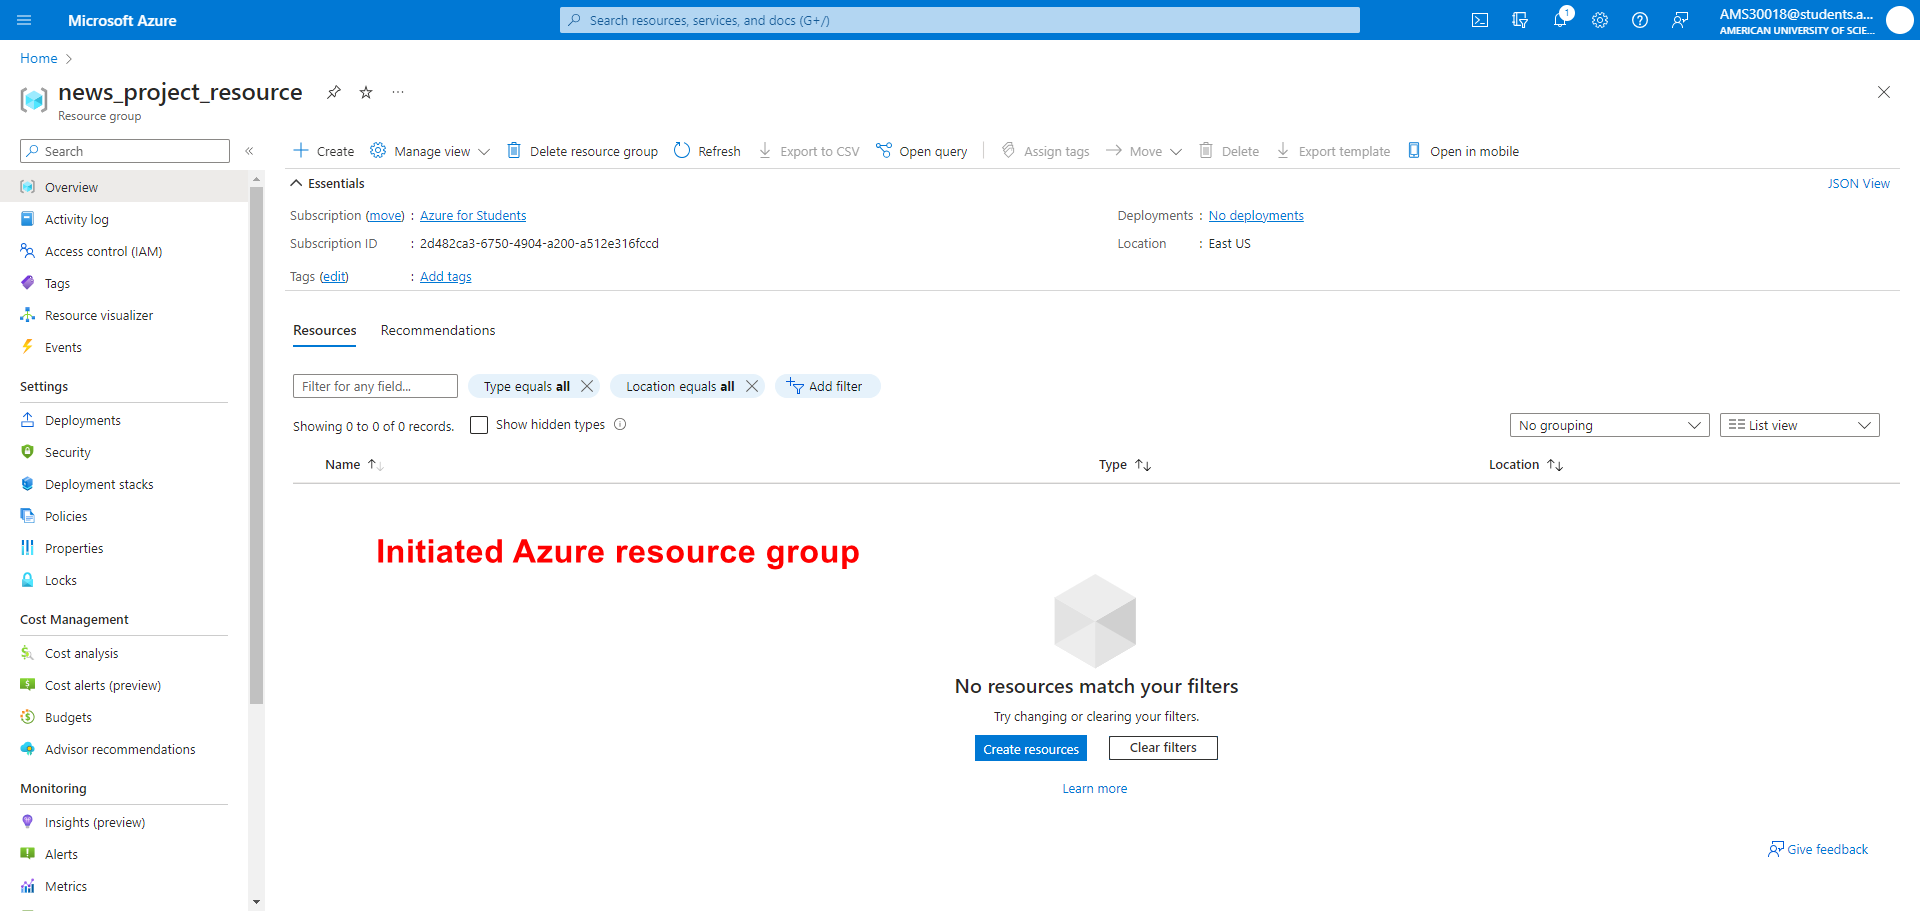 Microsoft Azure
Search resources, services, and docs (G+/)
1
AMS30018@students.a...
AMERICAN UNIVERSITY OF SCIE...
Home
news_project_resource
Resource group
Search
Create
Manage view
Delete resource group
Refresh
Export to CSV
Open query
Assign tags
Move
Delete
Export template
Open in mobile
Overview
Activity log
Access control (IAM)
Tags
Resource visualizer
Events
Settings
Deployments
Security
Deployment stacks
Policies
Properties
Locks
Cost Management
Cost analysis
Cost alerts (preview)
Budgets
Advisor recommendations
Monitoring
Insights (preview)
Alerts
Metrics
Essentials
JSON View
Subscription (move) : Azure for Students
Subscription ID : 2d482ca3-6750-4904-a200-a512e316fccd
Tags (edit) : Add tags
Deployments : No deployments
Location : East US
Resources
Recommendations
Filter for any field...
Type equals all
Location equals all
Add filter
Showing 0 to 0 of 0 records.
Show hidden types
No grouping
List view
Name
Type
Location
Initiated Azure resource group
No resources match your filters
Try changing or clearing your filters.
Create resources
Clear filters
Learn more
Give feedback